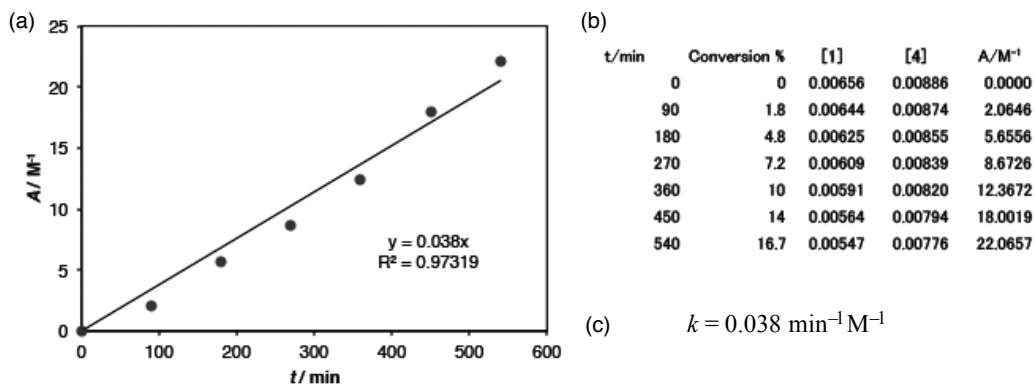 (a)
25
20
15
10
5
0
A / M⁻¹
0 100 200 300 400 500 600
t / min
y = 0.038x
R² = 0.97319
(b)
t/min Conversion % [1] [4] A/M⁻¹
0 0 0.00656 0.00886 0.0000
90 1.8 0.00644 0.00874 2.0646
180 4.8 0.00625 0.00855 5.6556
270 7.2 0.00609 0.00839 8.6726
360 10 0.00591 0.00820 12.3672
450 14 0.00564 0.00794 18.0019
540 16.7 0.00547 0.00776 22.0657
(c) k = 0.038 min⁻¹ M⁻¹